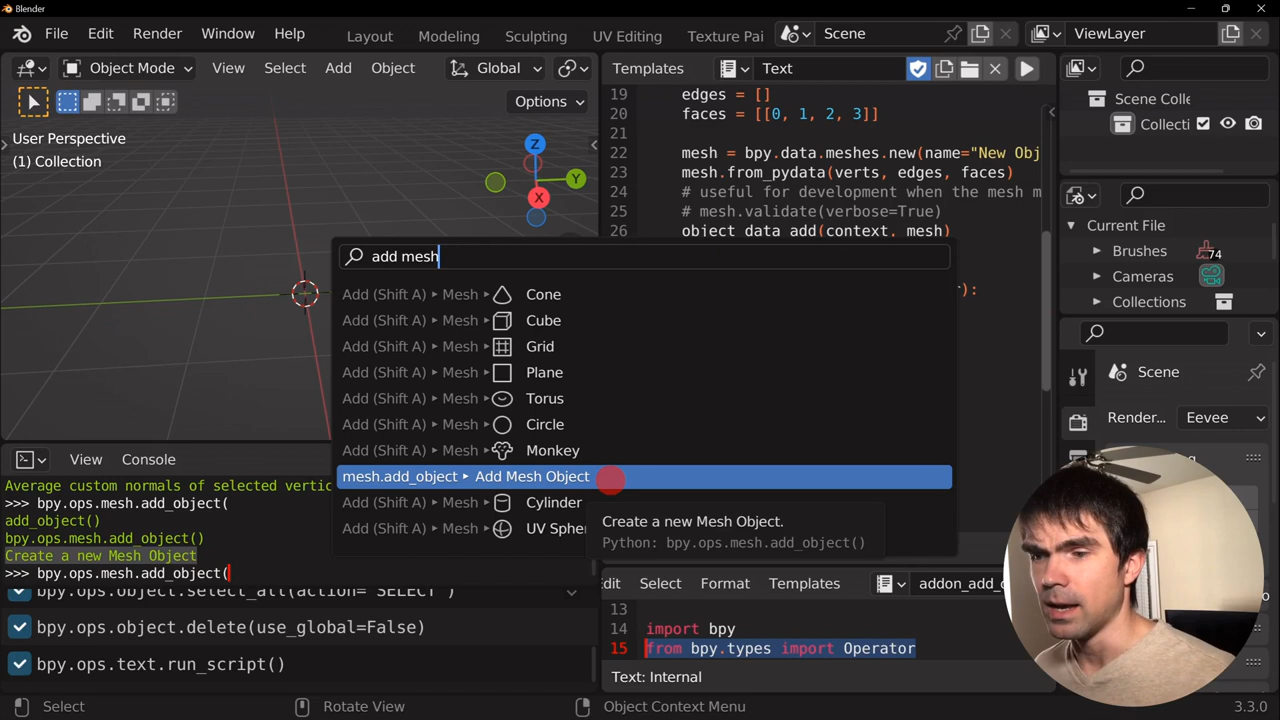 Blender
File Edit Render Window Help Layout Modeling Sculpting UV Editing Texture Pai Scene ViewLayer
Object Mode View Select Add Object Global
Options
User Perspective
(1) Collection
Z
Y
X
Templates Text
19 edges = []
20 faces = [[0, 1, 2, 3]]
21
22 mesh = bpy.data.meshes.new(name="New Obj
23 mesh.from_pydata(verts, edges, faces)
24 # useful for development when the mesh m
25 # mesh.validate(verbose=True)
26 object_data_add(context, mesh)
):
add mesh
Add (Shift A) ▸ Mesh ▸ Cone
Add (Shift A) ▸ Mesh ▸ Cube
Add (Shift A) ▸ Mesh ▸ Grid
Add (Shift A) ▸ Mesh ▸ Plane
Add (Shift A) ▸ Mesh ▸ Torus
Add (Shift A) ▸ Mesh ▸ Circle
Add (Shift A) ▸ Mesh ▸ Monkey
mesh.add_object ▸ Add Mesh Object
Add (Shift A) ▸ Mesh ▸ Cylinder
Add (Shift A) ▸ Mesh ▸ UV Spher
Create a new Mesh Object.
Python: bpy.ops.mesh.add_object()
View Console
Average custom normals of selected vertic
>>> bpy.ops.mesh.add_object(
add_object()
bpy.ops.mesh.add_object()
Create a new Mesh Object
>>> bpy.ops.mesh.add_object(
bpy.ops.object.select_all(action='SELECT')
bpy.ops.object.delete(use_global=False)
bpy.ops.text.run_script()
dit Select Format Templates addon_add_
13
14 import bpy
15 from bpy.types import Operator
Text: Internal
Scene Colle
Collecti
Current File
Brushes 74
Cameras
Collections
Scene
Render... Eevee
Select Rotate View Object Context Menu 3.3.0